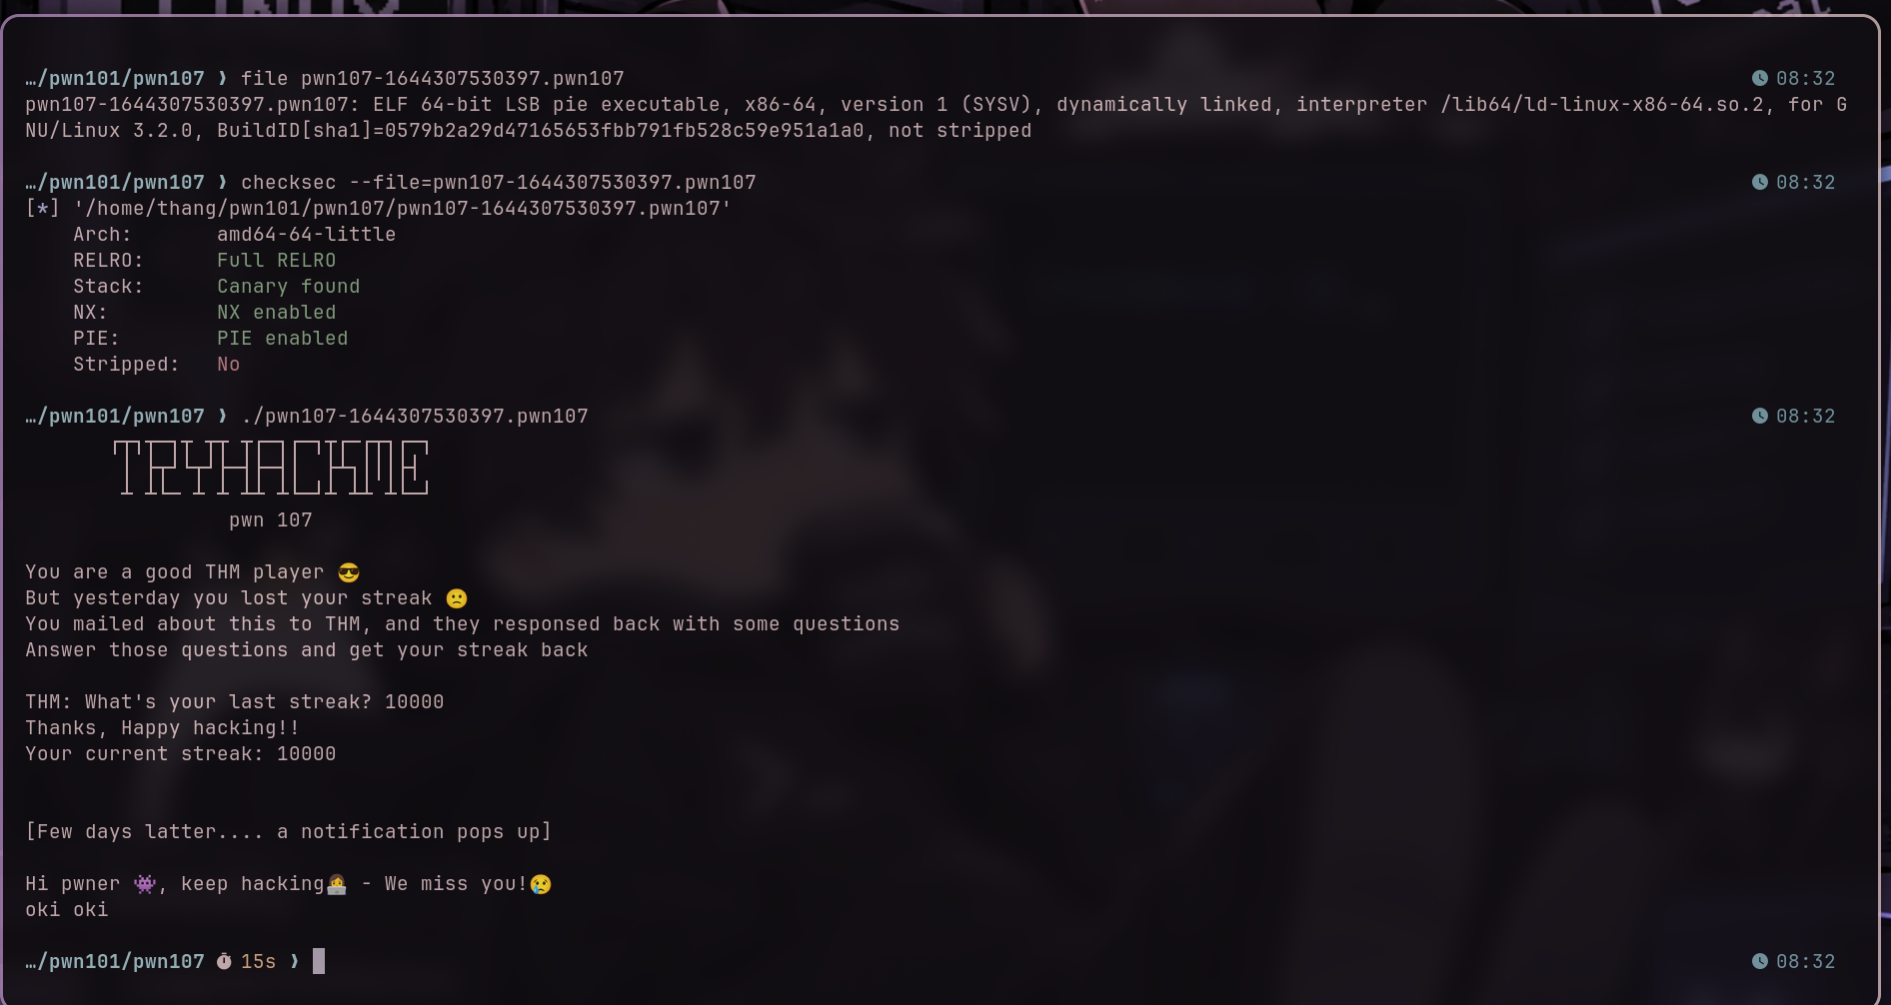 …/pwn101/pwn107 ❯ file pwn107-1644307530397.pwn107 08:32
pwn107-1644307530397.pwn107: ELF 64-bit LSB pie executable, x86-64, version 1 (SYSV), dynamically linked, interpreter /lib64/ld-linux-x86-64.so.2, for G
NU/Linux 3.2.0, BuildID[sha1]=0579b2a29d47165653fbb791fb528c59e951a1a0, not stripped
…/pwn101/pwn107 ❯ checksec --file=pwn107-1644307530397.pwn107 08:32
[*] '/home/thang/pwn101/pwn107/pwn107-1644307530397.pwn107'
Arch: amd64-64-little
RELRO: Full RELRO
Stack: Canary found
NX: NX enabled
PIE: PIE enabled
Stripped: No
…/pwn101/pwn107 ❯ ./pwn107-1644307530397.pwn107 08:32
TRYHACKME
pwn 107
You are a good THM player 😎
But yesterday you lost your streak 🙁
You mailed about this to THM, and they responsed back with some questions
Answer those questions and get your streak back
THM: What's your last streak? 10000
Thanks, Happy hacking!!
Your current streak: 10000
[Few days latter.... a notification pops up]
Hi pwner 👾, keep hacking👩‍💻 - We miss you!😢
oki oki
…/pwn101/pwn107 15s ❯ 08:32